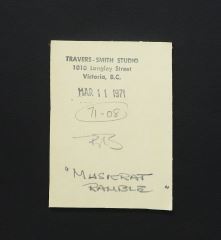 TRAVERS-SMITH STUDIO
1010 Langley Street
Victoria, B.C.
MAR 11 1971
71-08
"MUSKRAT
RAMBLE"